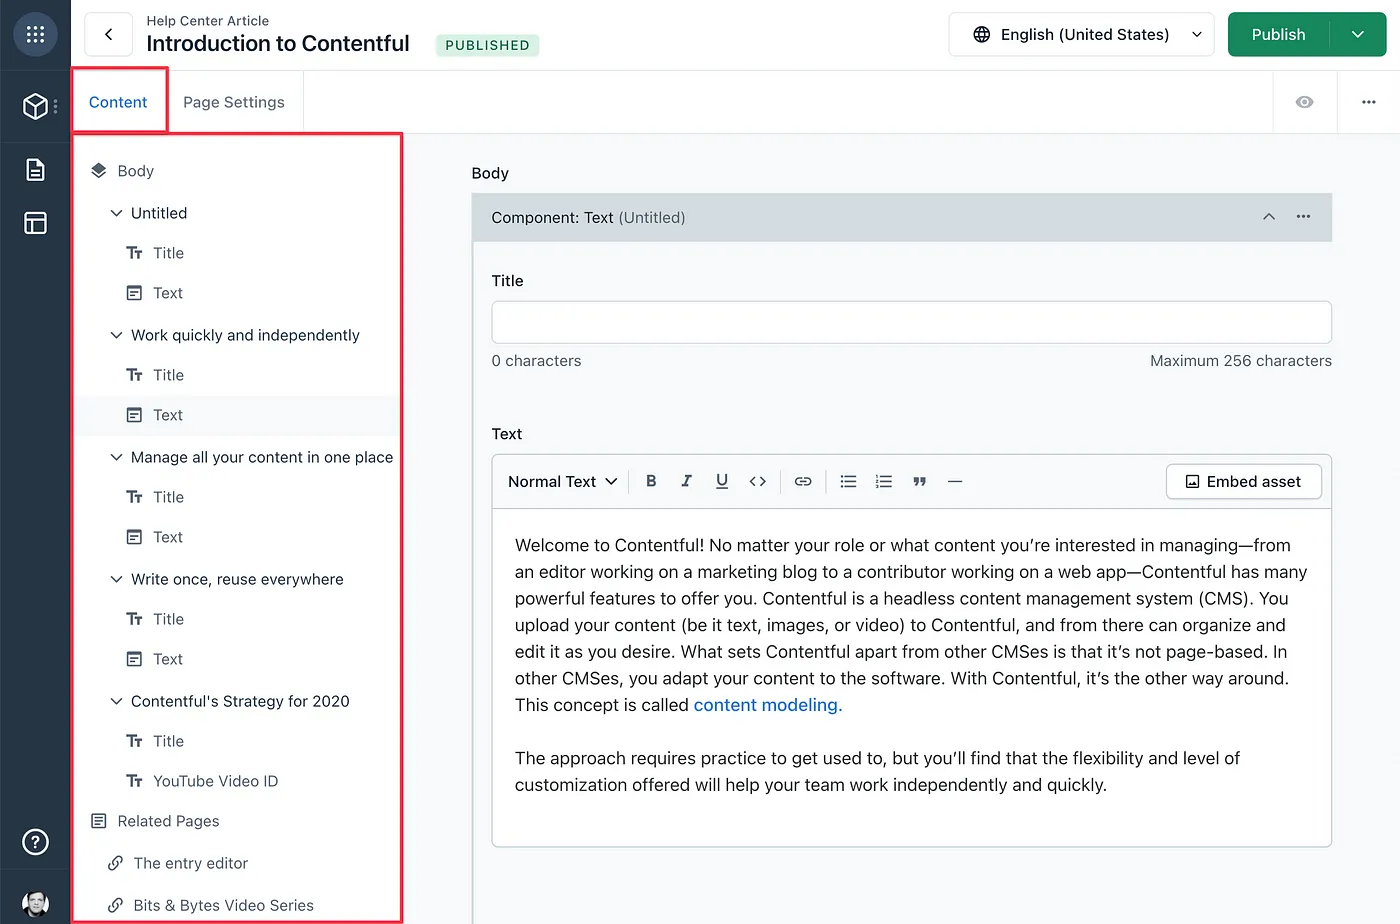 Help Center Article
Introduction to Contentful
PUBLISHED
English (United States)
Publish
Content
Page Settings
Body
Untitled
Title
Text
Work quickly and independently
Title
Text
Manage all your content in one place
Title
Text
Write once, reuse everywhere
Title
Text
Contentful's Strategy for 2020
Title
YouTube Video ID
Related Pages
The entry editor
Bits & Bytes Video Series
Body
Component: Text (Untitled)
Title
0 characters
Maximum 256 characters
Text
Normal Text
B I U
Embed asset
Welcome to Contentful! No matter your role or what content you’re interested in managing—from
an editor working on a marketing blog to a contributor working on a web app—Contentful has many
powerful features to offer you. Contentful is a headless content management system (CMS). You
upload your content (be it text, images, or video) to Contentful, and from there can organize and
edit it as you desire. What sets Contentful apart from other CMSes is that it’s not page-based. In
other CMSes, you adapt your content to the software. With Contentful, it’s the other way around.
This concept is called content modeling.
The approach requires practice to get used to, but you’ll find that the flexibility and level of
customization offered will help your team work independently and quickly.